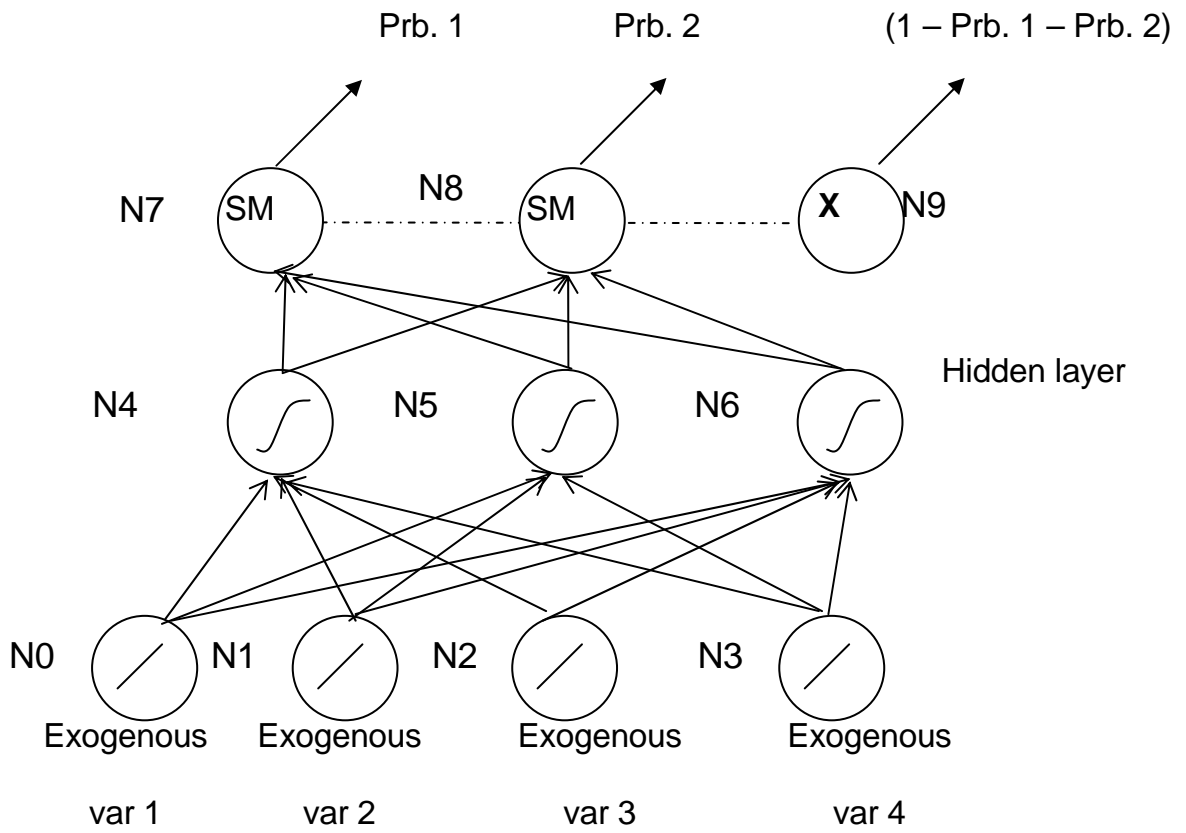 Prb. 1 Prb. 2 (1 – Prb. 1 – Prb. 2)
N7 SM N8 SM X N9
Hidden layer
N4 N5 N6
N0 N1 N2 N3
Exogenous Exogenous Exogenous Exogenous
var 1 var 2 var 3 var 4